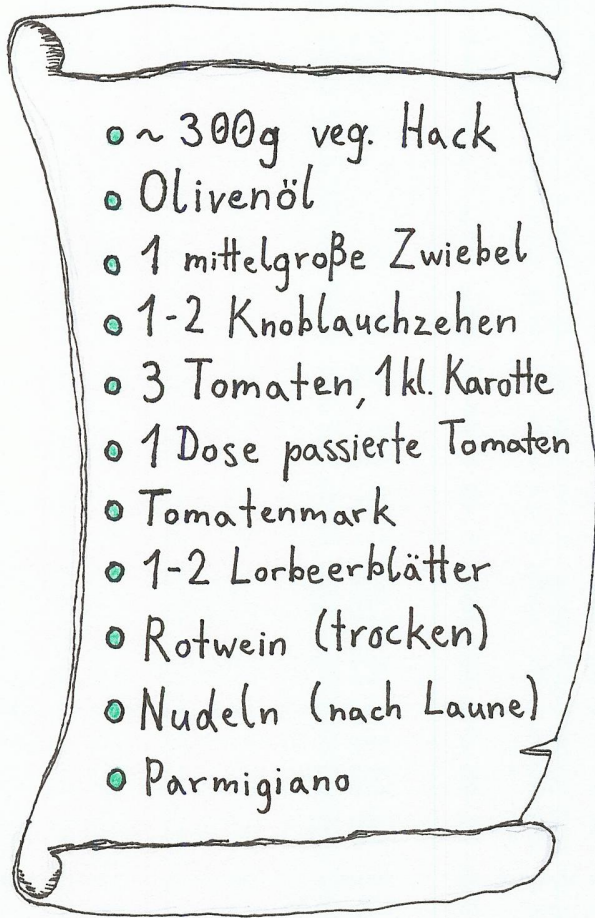 ~ 300g veg. Hack
Olivenöl
1 mittelgroße Zwiebel
1-2 Knoblauchzehen
3 Tomaten, 1 kl. Karotte
1 Dose passierte Tomaten
Tomatenmark
1-2 Lorbeerblätter
Rotwein (trocken)
Nudeln (nach Laune)
Parmigiano